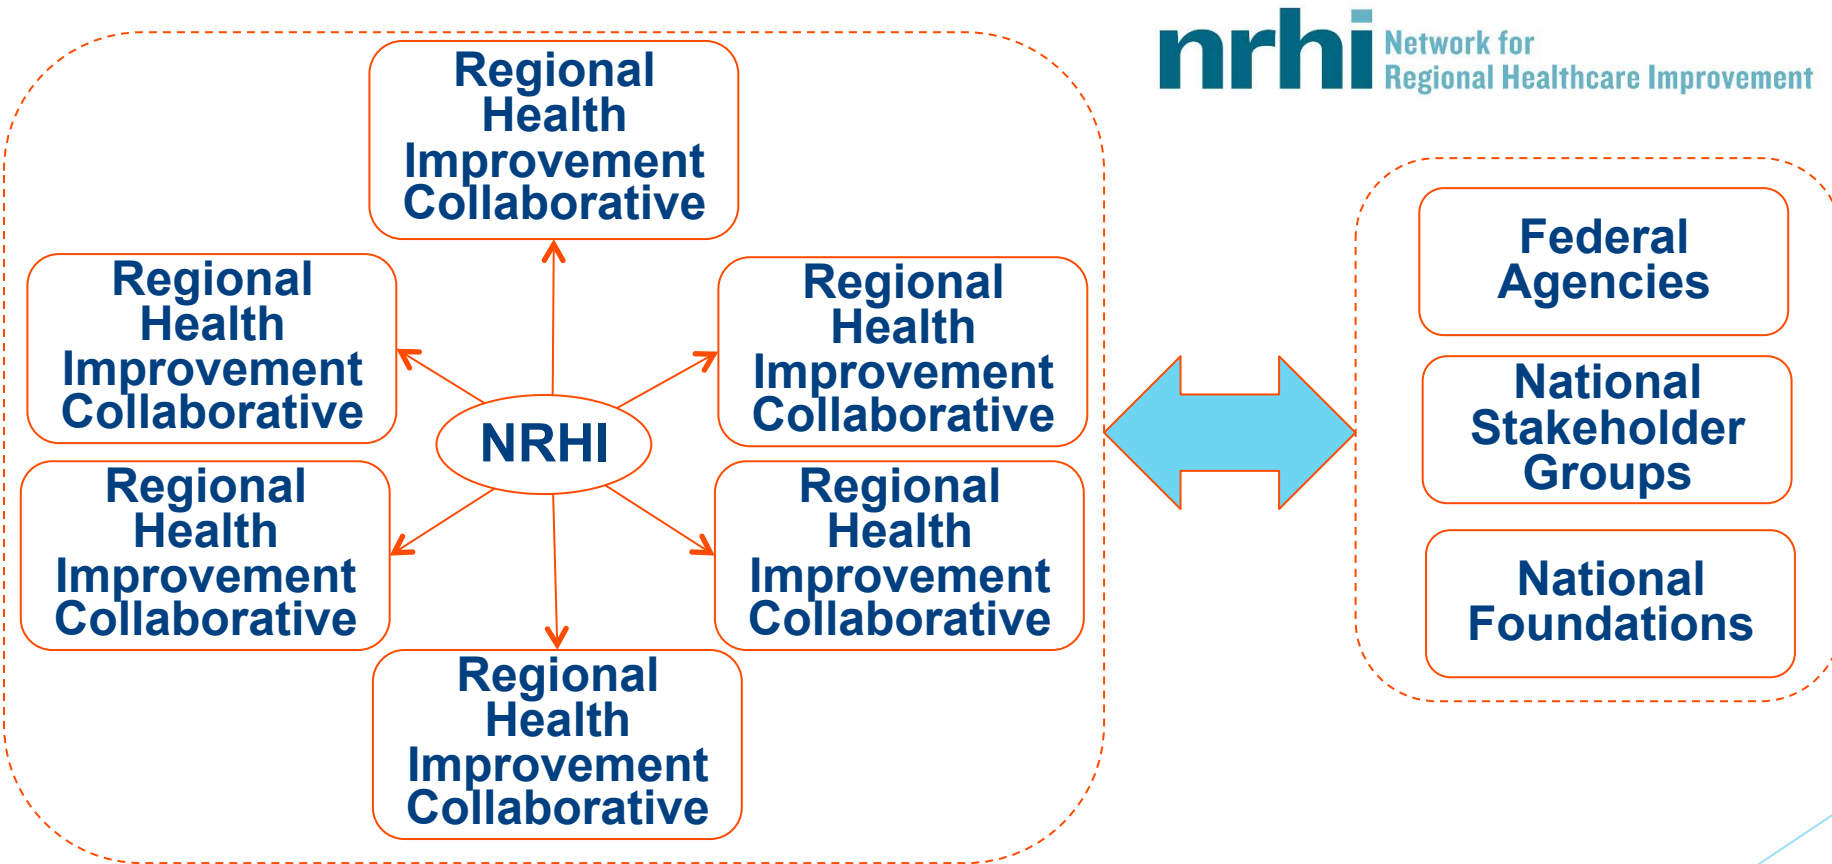 nrhi
Network for
Regional Healthcare Improvement
Regional
Health
Improvement
Collaborative
Regional
Health
Improvement
Collaborative
Regional
Health
Improvement
Collaborative
NRHI
Regional
Health
Improvement
Collaborative
Regional
Health
Improvement
Collaborative
Regional
Health
Improvement
Collaborative
Federal
Agencies
National
Stakeholder
Groups
National
Foundations